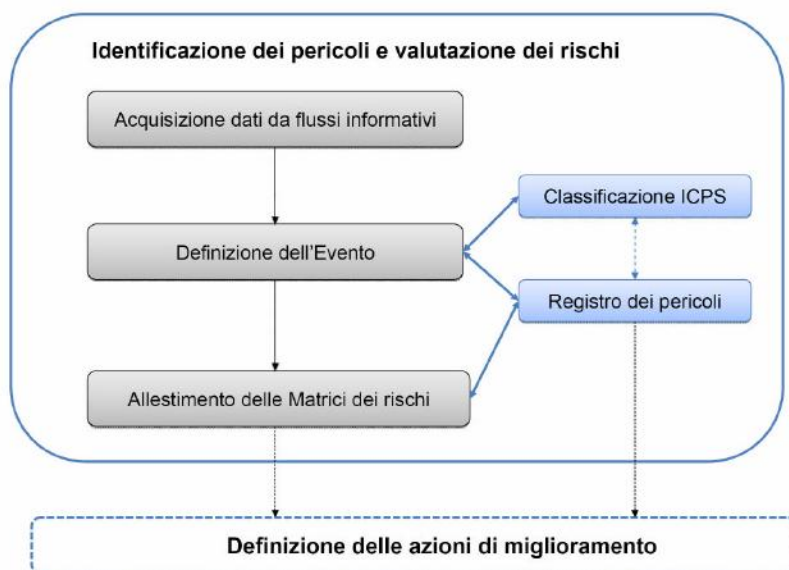 Identificazione dei pericoli e valutazione dei rischi
Acquisizione dati da flussi informativi
Classificazione ICPS
Definizione dell'Evento
Registro dei pericoli
Allestimento delle Matrici dei rischi
Definizione delle azioni di miglioramento